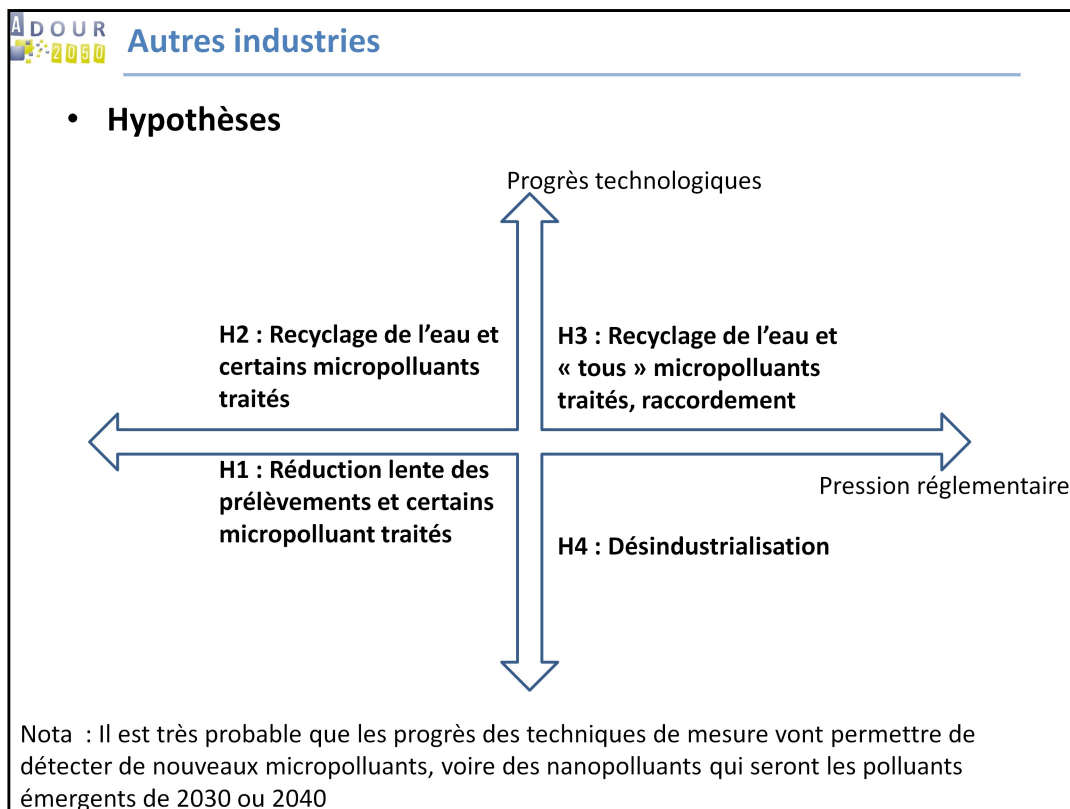 ADOUR
2050
Autres industries
• Hypothèses
Progrès technologiques
H2 : Recyclage de l’eau et
certains micropolluants
traités
H3 : Recyclage de l’eau et
« tous » micropolluants
traités, raccordement
H1 : Réduction lente des
prélèvements et certains
micropolluant traités
Pression réglementaire
H4 : Désindustrialisation
Nota : Il est très probable que les progrès des techniques de mesure vont permettre de
détecter de nouveaux micropolluants, voire des nanopolluants qui seront les polluants
émergents de 2030 ou 2040